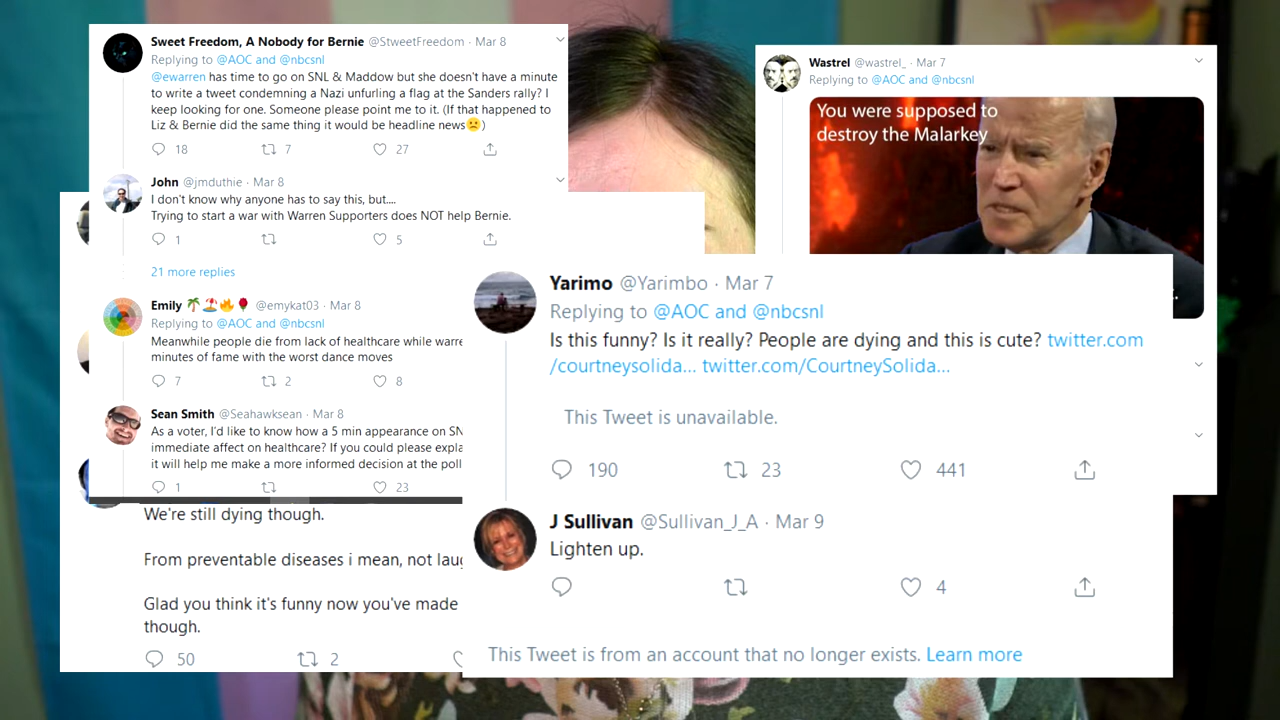 Sweet Freedom, A Nobody for Bernie @StweetFreedom · Mar 8
Replying to @AOC and @nbcsnl
@ewarren has time to go on SNL & Maddow but she doesn't have a minute
to write a tweet condemning a Nazi unfurling a flag at the Sanders rally? I
keep looking for one. Someone please point me to it. (If that happened to
Liz & Bernie did the same thing it would be headline news☹️)
18 7 27
John @jmduthie · Mar 8
I don't know why anyone has to say this, but....
Trying to start a war with Warren Supporters does NOT help Bernie.
1 5
21 more replies
Emily 🌴🏖️🔥🌹 @emykat03 · Mar 8
Replying to @AOC and @nbcsnl
Meanwhile people die from lack of healthcare while warre
minutes of fame with the worst dance moves
7 2 8
Sean Smith @Seahawksean · Mar 8
As a voter, I'd like to know how a 5 min appearance on SN
immediate affect on healthcare? If you could please expla
it will help me make a more informed decision at the poll
1 23
We're still dying though.
From preventable diseases i mean, not laug
Glad you think it's funny now you've made
though.
50 2
Wastrel @wastrel_ · Mar 7
Replying to @AOC and @nbcsnl
You were supposed to
destroy the Malarkey
Yarimo @Yarimbo · Mar 7
Replying to @AOC and @nbcsnl
Is this funny? Is it really? People are dying and this is cute? twitter.com
/courtneysolida... twitter.com/CourtneySolida...
This Tweet is unavailable.
190 23 441
J Sullivan @Sullivan_J_A · Mar 9
Lighten up.
4
This Tweet is from an account that no longer exists. Learn more